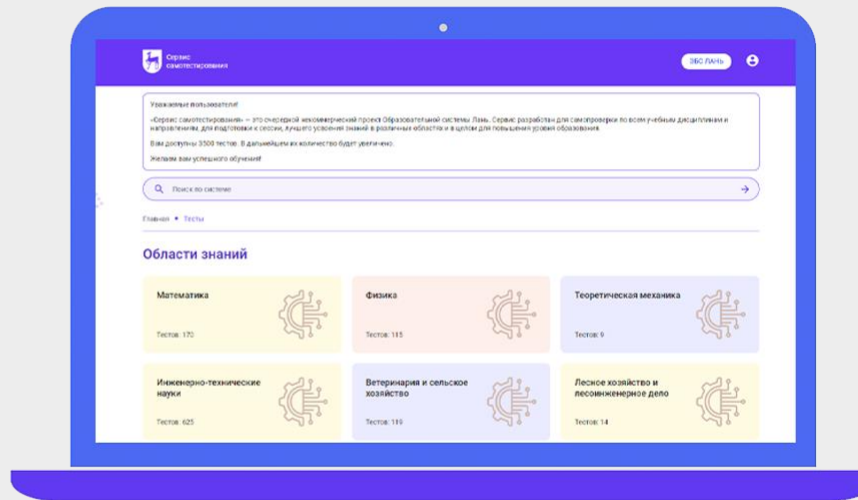 Сервис
самотестирования
ЭБС ЛАНЬ
Уважаемые пользователи!
«Сервис самотестирования» — это очередной некоммерческий проект Образовательной системы Лань. Сервис разработан для самопроверки по всем учебным дисциплинам и
направлениям, для подготовки к сессии, лучшего усвоения знаний в различных областях и в целом для повышения уровня образования.
Вам доступны 3500 тестов. В дальнейшем их количество будет увеличено.
Желаем вам успешного обучения!
Поиск по системе
Главная • Тесты
Области знаний
Математика
Тестов: 170
Физика
Тестов: 115
Теоретическая механика
Тестов: 9
Инженерно-технические
науки
Тестов: 625
Ветеринария и сельское
хозяйство
Тестов: 119
Лесное хозяйство и
лесоинженерное дело
Тестов: 14